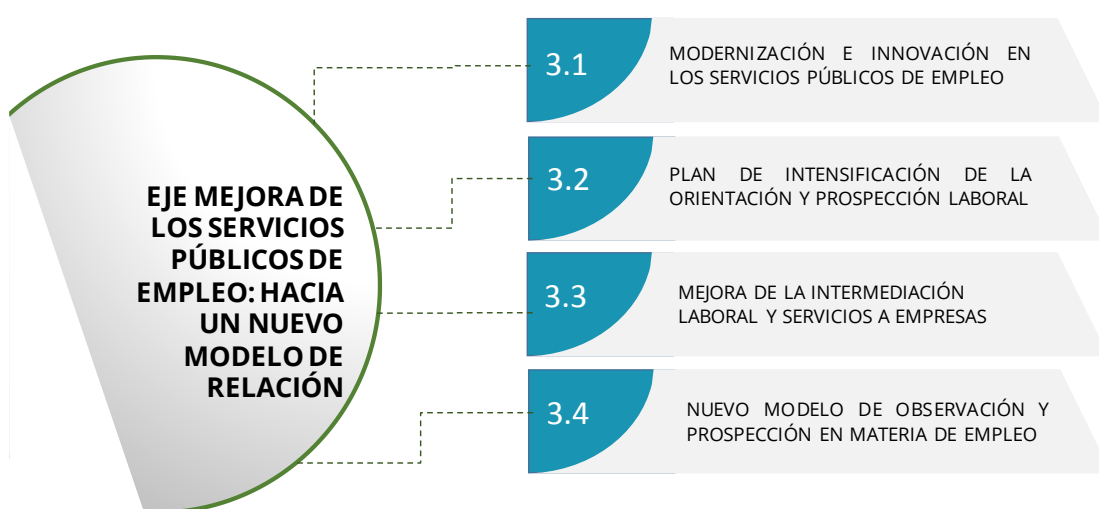 EJE MEJORA DE
LOS SERVICIOS
PÚBLICOS DE
EMPLEO: HACIA
UN NUEVO
MODELO DE
RELACIÓN
3.1
MODERNIZACIÓN E INNOVACIÓN EN
LOS SERVICIOS PÚBLICOS DE EMPLEO
3.2
PLAN DE INTENSIFICACIÓN DE LA
ORIENTACIÓN Y PROSPECCIÓN LABORAL
3.3
MEJORA DE LA INTERMEDIACIÓN
LABORAL Y SERVICIOS A EMPRESAS
3.4
NUEVO MODELO DE OBSERVACIÓN Y
PROSPECCIÓN EN MATERIA DE EMPLEO